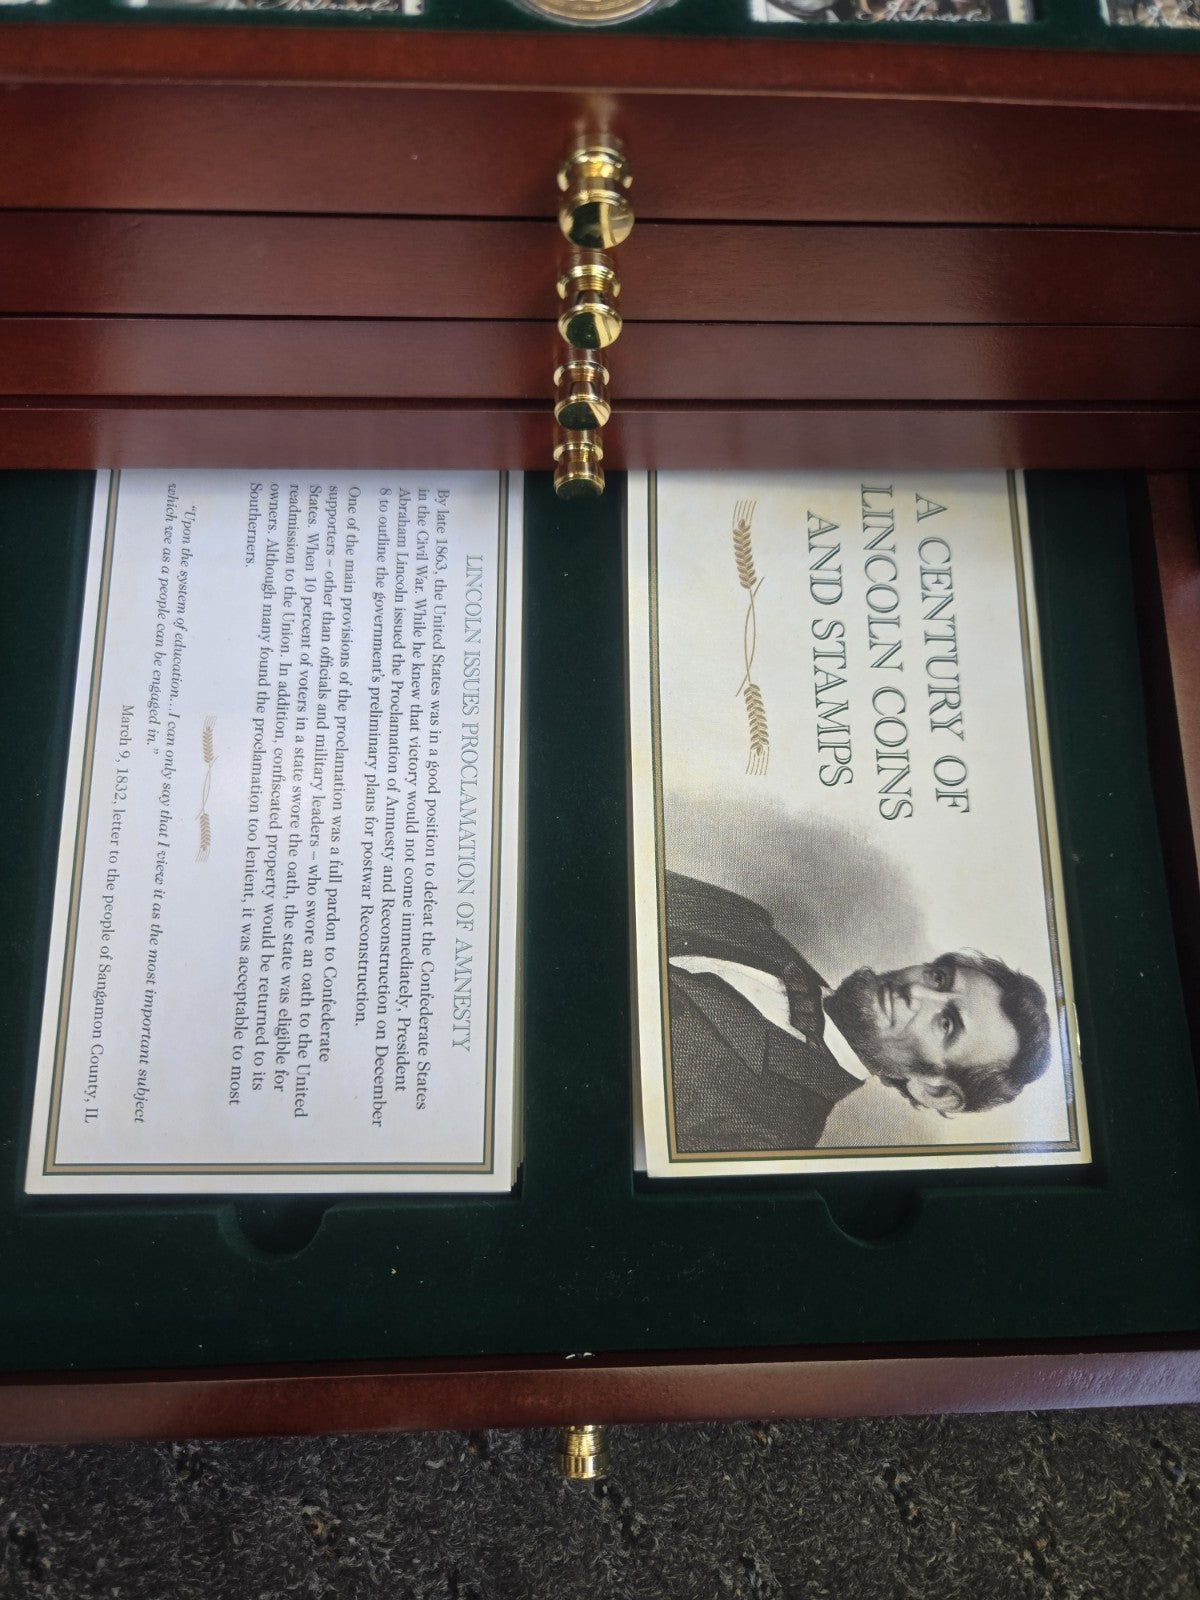 A CENTURY OF
LINCOLN COINS
AND STAMPS
LINCOLN ISSUES PROCLAMATION OF AMNESTY
By late 1863, the United States was in a good position to defeat the Confederate States
in the Civil War. While he knew that victory would not come immediately, President
Abraham Lincoln issued the Proclamation of Amnesty and Reconstruction on December
8 to outline the government's preliminary plans for postwar Reconstruction.
One of the main provisions of the proclamation was a full pardon to Confederate
supporters – other than officials and military leaders – who swore an oath to the United
States. When 10 percent of voters in a state swore the oath, the state was eligible for
readmission to the Union. In addition, confiscated property would be returned to its
owners. Although many found the proclamation too lenient, it was acceptable to most
Southerners.
"Upon the system of education...I can only say that I view it as the most important subject
which we as a people can be engaged in."
March 9, 1832, letter to the people of Sangamon County, IL